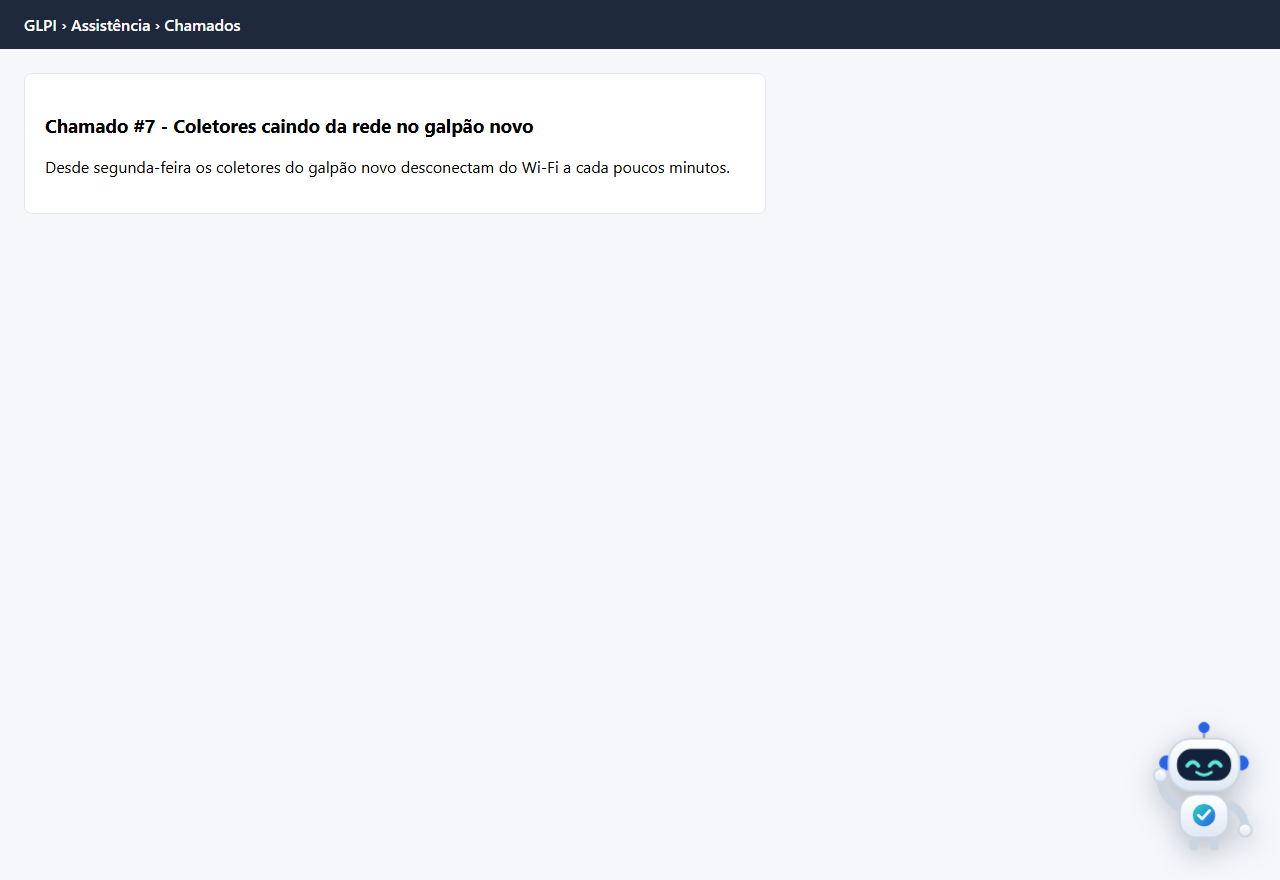 GLPI › Assistência › Chamados
Chamado #7 - Coletores caindo da rede no galpão novo
Desde segunda-feira os coletores do galpão novo desconectam do Wi-Fi a cada poucos minutos.